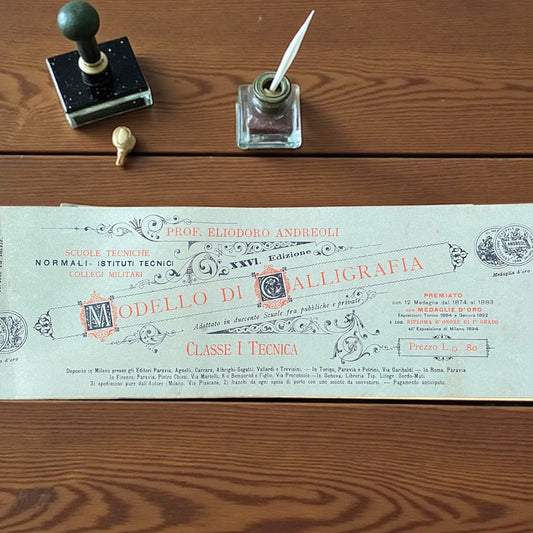 PROF. ELIODORO ANDREOLI
SCUOLE TECNICHE
NORMALI - ISTITUTI TECNICI
COLLEGI MILITARI
XXVI. Edizione
MODELLO DI CALLIGRAFIA
Adottato in duecento Scuole fra pubbliche e private
CLASSE I TECNICA
PREMIATO
con 12 Medaglie dal 1874 al 1883
con MEDAGLIE D'ORO
Esposizioni Torino 1884 e Genova 1892
e con DIPLOMA D'ONORE DI 1º GRADO
all'Esposizione di Milano 1894
Prezzo L. 0. 80
Medaglia d'oro
d'oro
Deposito in Milano presso gli Editori Paravia, Agnelli, Carrara, Albrighi-Segatti, Vallardi e Trevisini. — In Torino, Paravia e Petrini, Via Garibaldi. — In Roma, Paravia
In Firenze, Paravia, Pietro Chiesi, Via Martelli, 8 e Bemporad e Figlio, Via Proconsolo — In Genova, Libreria Tip. Litogr. Sordo-Muti
Si spediscono pure dall'Autore (Milano, Via Pisacane, 2) franchi da ogni spesa di porto con uno sconto da convenirsi. — Pagamento anticipato.